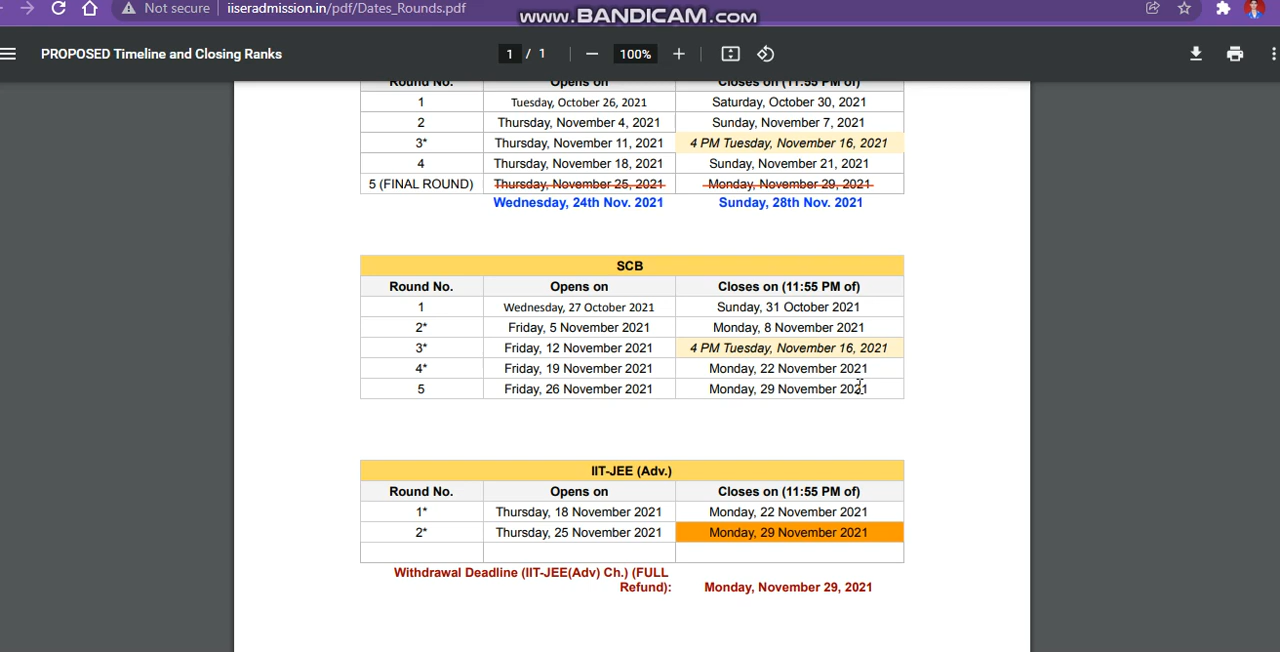 Not secure iiseradmission.in/pdf/Dates_Rounds.pdf
www.BANDICAM.com
PROPOSED Timeline and Closing Ranks 1 / 1 100%
Round No. Opens on Closes on (11:55 PM of)
1 Tuesday, October 26, 2021 Saturday, October 30, 2021
2 Thursday, November 4, 2021 Sunday, November 7, 2021
3* Thursday, November 11, 2021 4 PM Tuesday, November 16, 2021
4 Thursday, November 18, 2021 Sunday, November 21, 2021
5 (FINAL ROUND) Thursday, November 25, 2021 Monday, November 29, 2021
Wednesday, 24th Nov. 2021 Sunday, 28th Nov. 2021
SCB
Round No. Opens on Closes on (11:55 PM of)
1 Wednesday, 27 October 2021 Sunday, 31 October 2021
2* Friday, 5 November 2021 Monday, 8 November 2021
3* Friday, 12 November 2021 4 PM Tuesday, November 16, 2021
4* Friday, 19 November 2021 Monday, 22 November 2021
5 Friday, 26 November 2021 Monday, 29 November 2021
IIT-JEE (Adv.)
Round No. Opens on Closes on (11:55 PM of)
1* Thursday, 18 November 2021 Monday, 22 November 2021
2* Thursday, 25 November 2021 Monday, 29 November 2021
Withdrawal Deadline (IIT-JEE(Adv) Ch.) (FULL
Refund): Monday, November 29, 2021